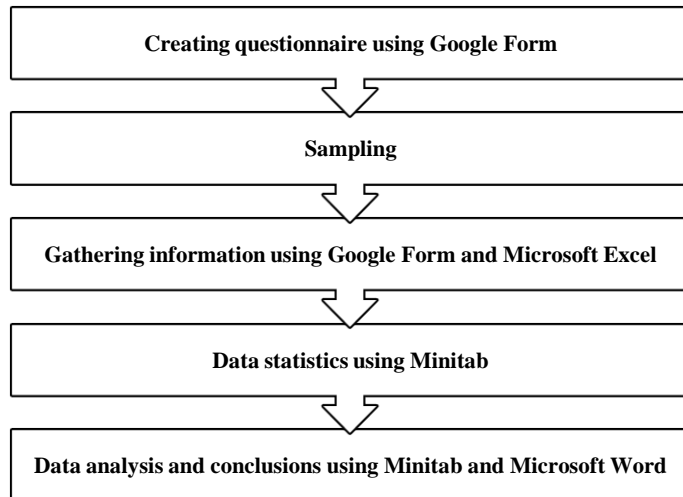 Creating questionnaire using Google Form
Sampling
Gathering information using Google Form and Microsoft Excel
Data statistics using Minitab
Data analysis and conclusions using Minitab and Microsoft Word